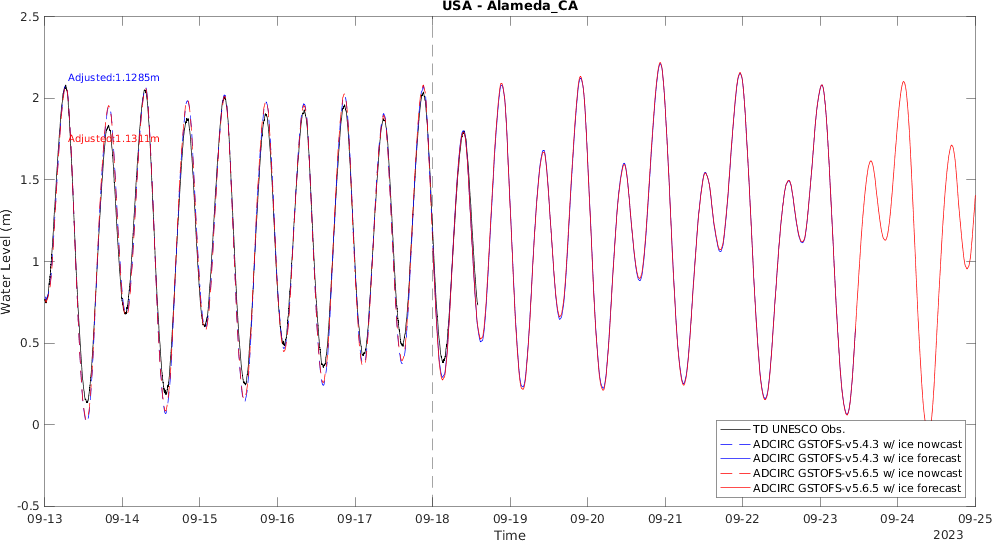 USA - Alameda_CA
2.5
2
1.5
1
0.5
0
-0.5
Water Level (m)
Adjusted:1.1285m
Adjusted:1.1311m
TD UNESCO Obs.
ADCIRC GSTOFS-v5.4.3 w/ ice nowcast
ADCIRC GSTOFS-v5.4.3 w/ ice forecast
ADCIRC GSTOFS-v5.6.5 w/ ice nowcast
ADCIRC GSTOFS-v5.6.5 w/ ice forecast
09-13 09-14 09-15 09-16 09-17 09-18 09-19 09-20 09-21 09-22 09-23 09-24 09-25
Time
2023